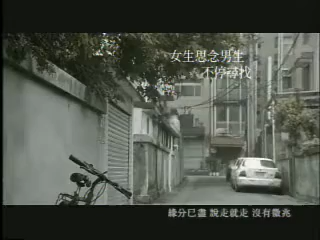 女生思念男生
不停尋找
緣分已盡 說走就走 沒有徵兆